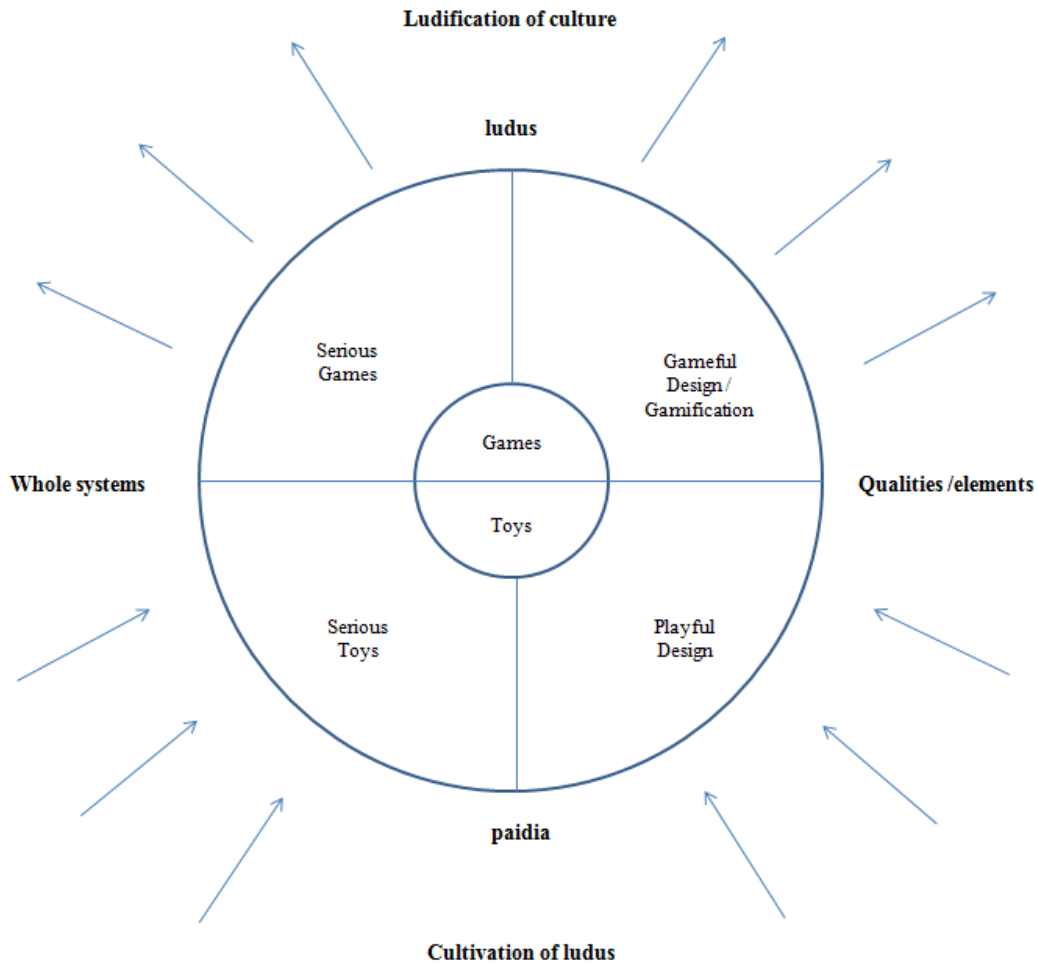 Ludification of culture
ludus
Serious
Games
Gameful
Design /
Gamification
Games
Whole systems
Qualities /elements
Toys
Serious
Toys
Playful
Design
paidia
Cultivation of ludus